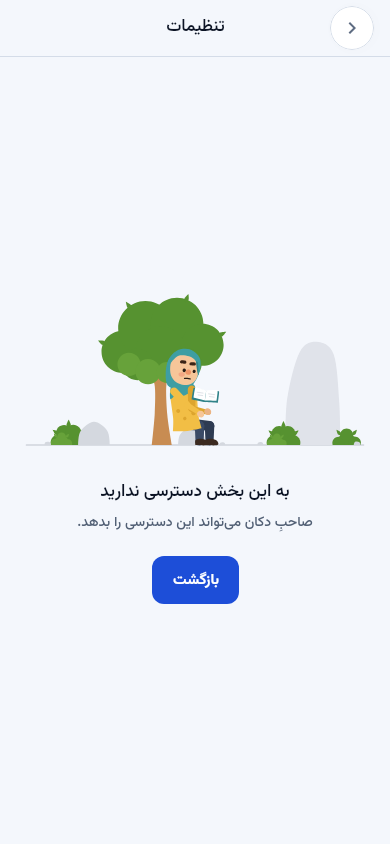 تنظیمات
به این بخش دسترسی ندارید
صاحبِ دکان می‌تواند این دسترسی را بدهد.
بازگشت